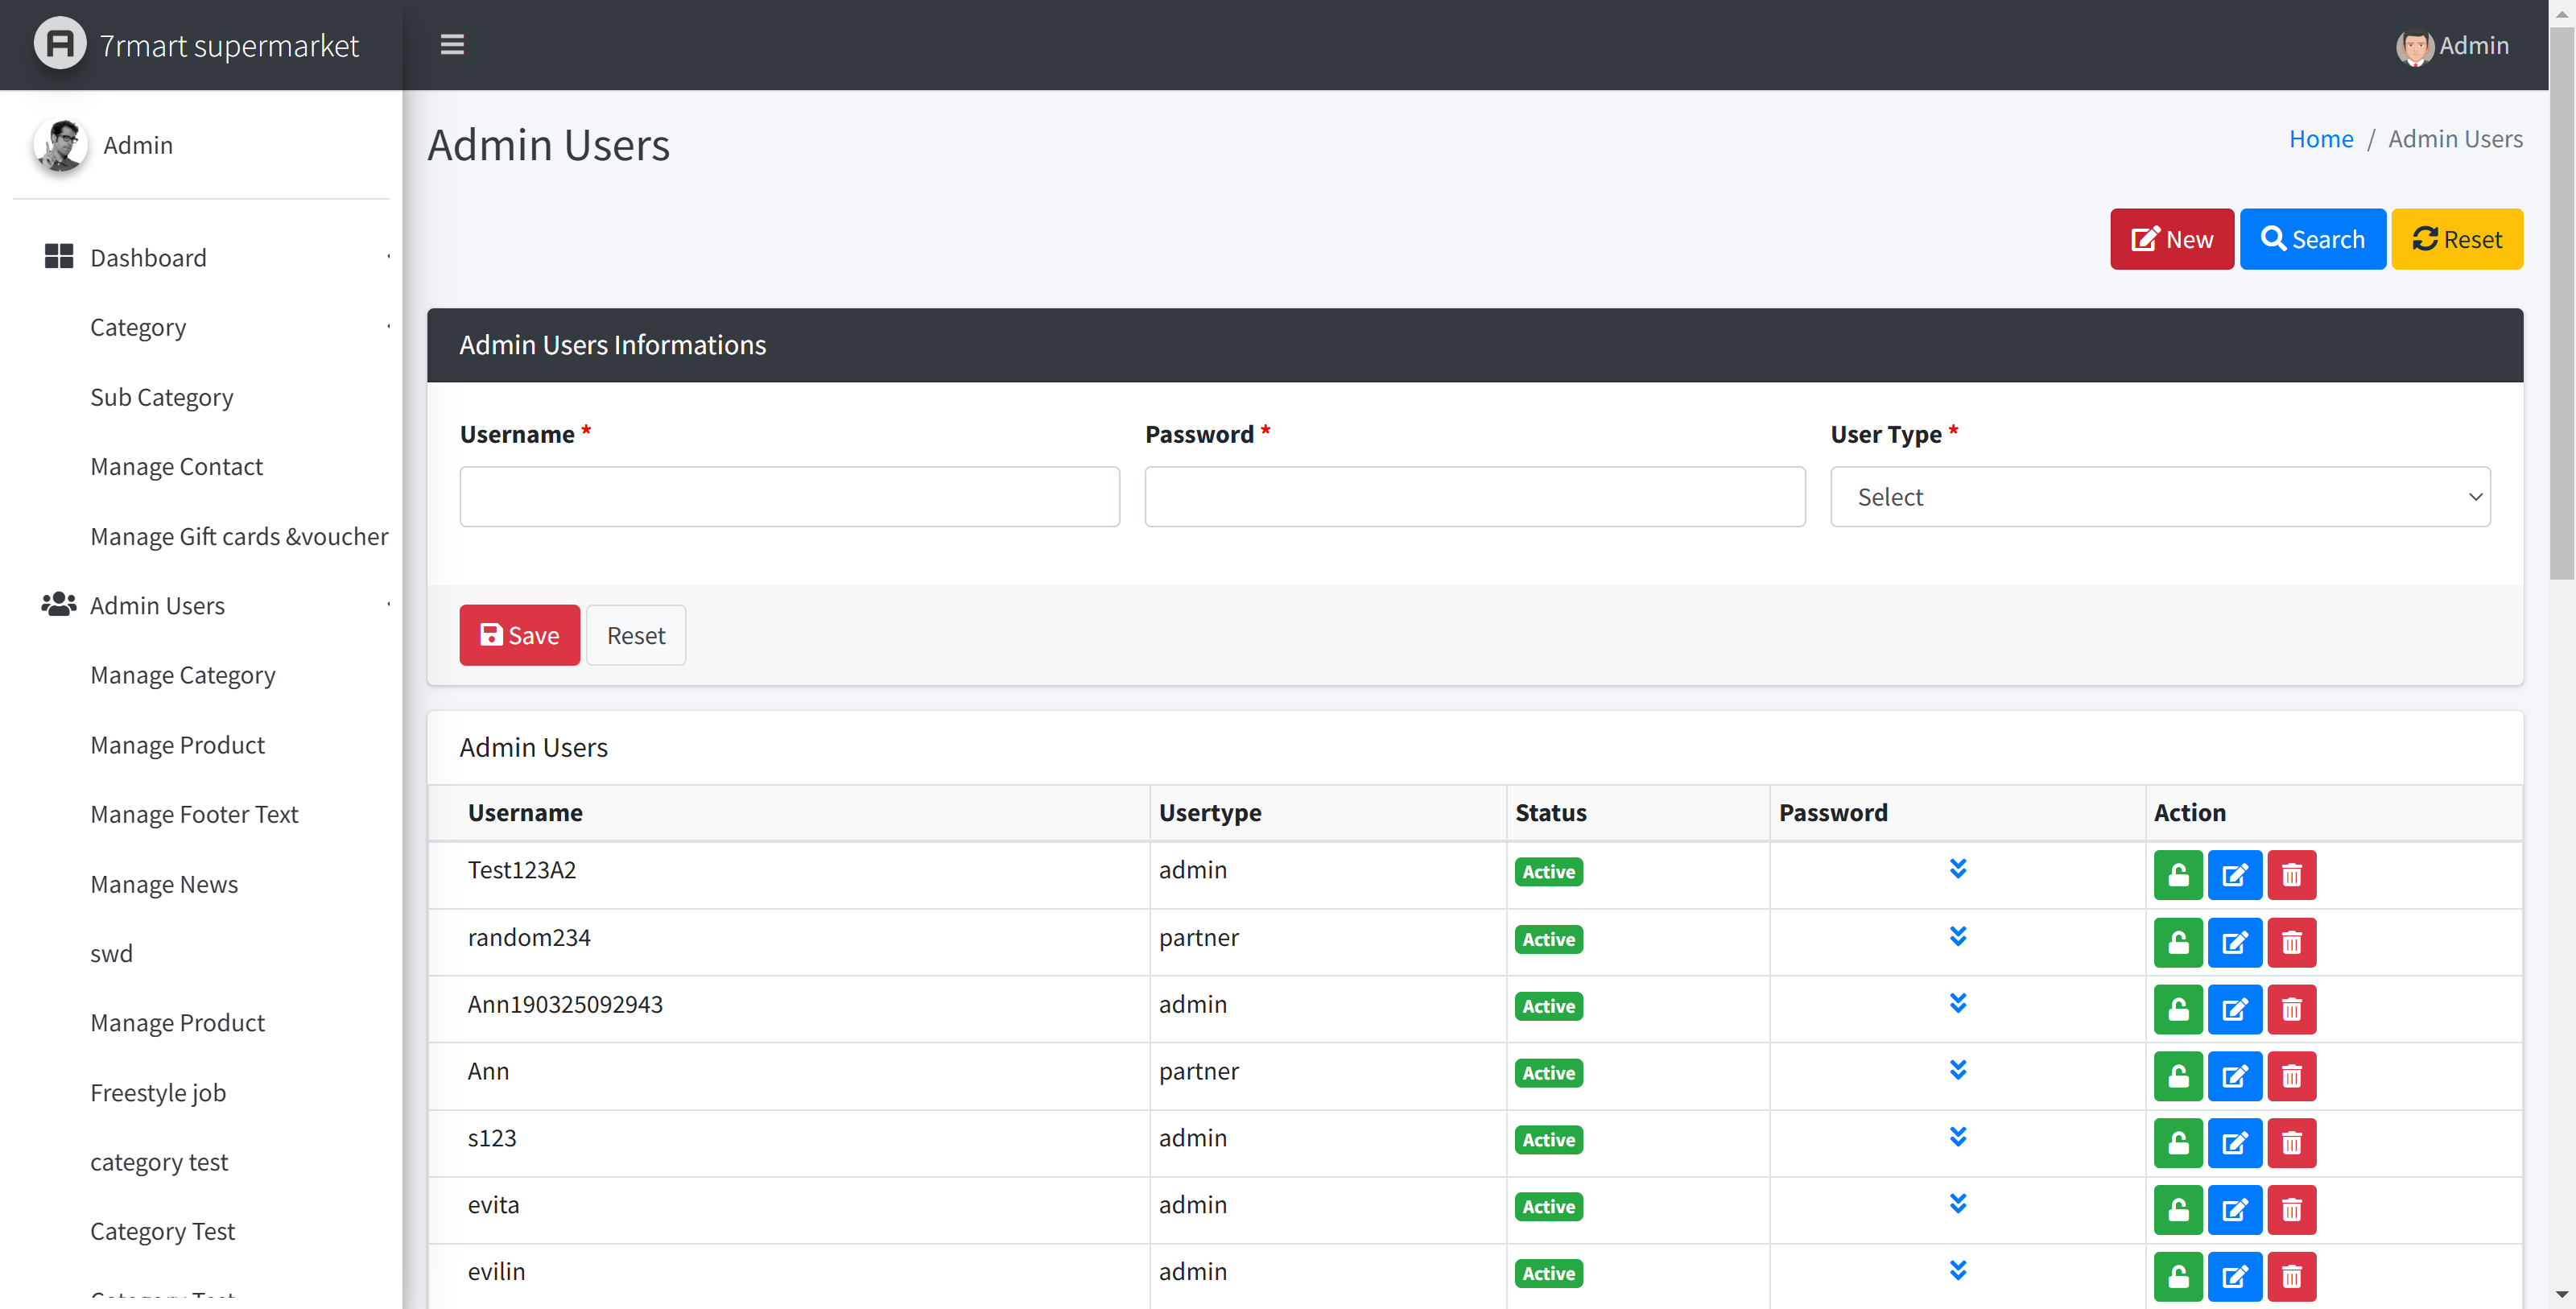 7rmart supermarket
Admin
Admin
Dashboard
Category
Sub Category
Manage Contact
Manage Gift cards &voucher
Admin Users
Manage Category
Manage Product
Manage Footer Text
Manage News
swd
Manage Product
Freestyle job
category test
Category Test
Category Test
Admin Users
Home / Admin Users
New
Search
Reset
Admin Users Informations
Username *
Password *
User Type *
Select
Save
Reset
Admin Users
Username Usertype Status Password Action
Test123A2 admin Active
random234 partner Active
Ann190325092943 admin Active
Ann partner Active
s123 admin Active
evita admin Active
evilin admin Active